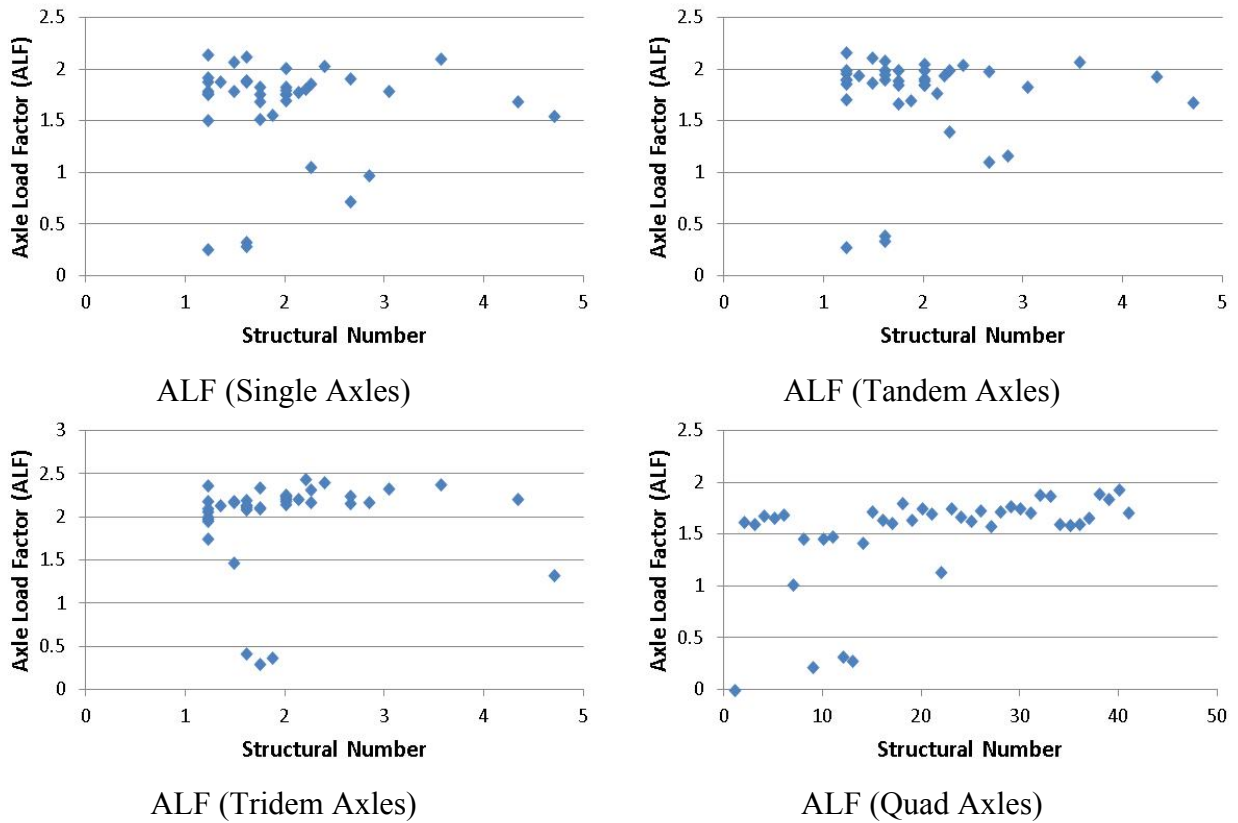 2.5
2
1.5
1
0.5
0
Axle Load Factor (ALF)
0 1 2 3 4 5
Structural Number
ALF (Single Axles)
2.5
2
1.5
1
0.5
0
Axle Load Factor (ALF)
0 1 2 3 4 5
Structural Number
ALF (Tandem Axles)
3
2.5
2
1.5
1
0.5
0
Axle Load Factor (ALF)
0 1 2 3 4 5
Structural Number
ALF (Tridem Axles)
2.5
2
1.5
1
0.5
0
Axle Load Factor (ALF)
0 10 20 30 40 50
Structural Number
ALF (Quad Axles)